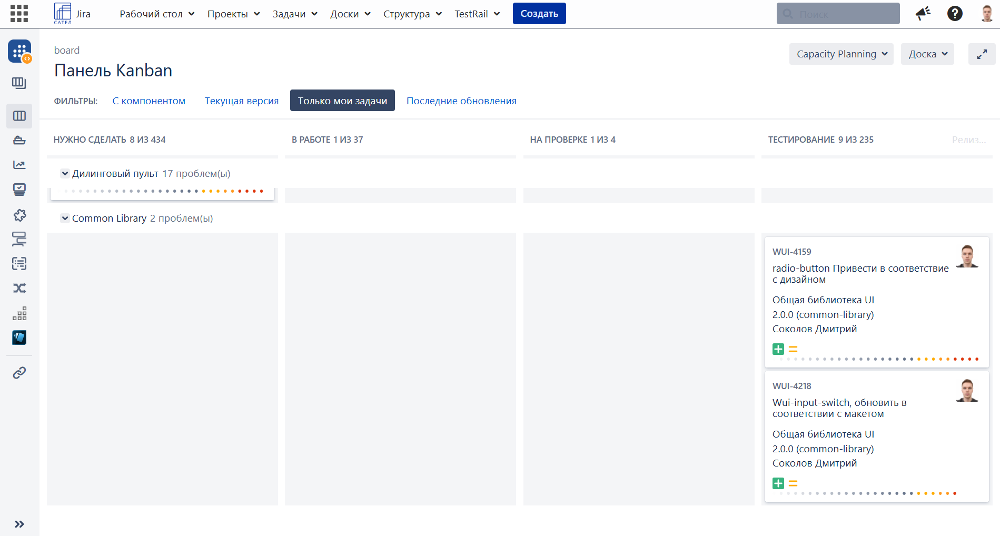 САТЕЛ
Jira
Рабочий стол
Проекты
Задачи
Доски
Структура
TestRail
Создать
Поиск
board
Панель Kanban
Capacity Planning
Доска
ФИЛЬТРЫ:
С компонентом
Текущая версия
Только мои задачи
Последние обновления
НУЖНО СДЕЛАТЬ 8 ИЗ 434
В РАБОТЕ 1 ИЗ 37
НА ПРОВЕРКЕ 1 ИЗ 4
ТЕСТИРОВАНИЕ 9 ИЗ 235
Релиз...
Дилинговый пульт 17 проблем(ы)
Common Library 2 проблем(ы)
WUI-4159
radio-button Привести в соответствие
с дизайном
Общая библиотека UI
2.0.0 (common-library)
Соколов Дмитрий
WUI-4218
Wui-input-switch, обновить в
соответствии с макетом
Общая библиотека UI
2.0.0 (common-library)
Соколов Дмитрий